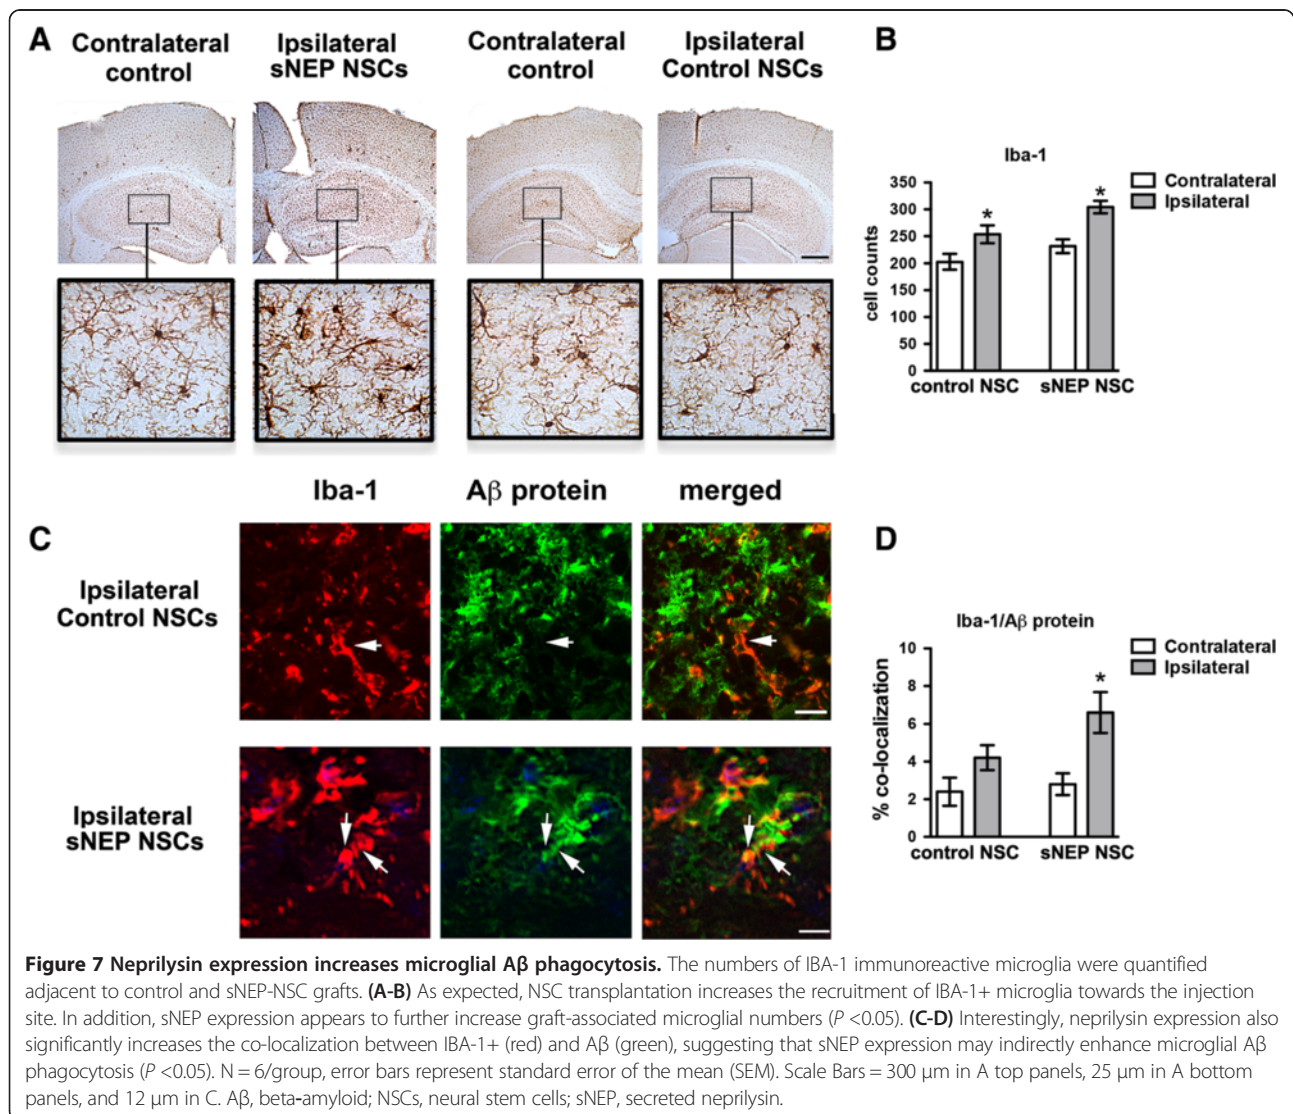 A
Contralateral
control
Ipsilateral
sNEP NSCs
Contralateral
control
Ipsilateral
Control NSCs
B
Iba-1
Contralateral
Ipsilateral
350
300
250
200
150
100
50
0
cell counts
*
*
control NSC
sNEP NSC
C
Iba-1
Aβ protein
merged
Ipsilateral
Control NSCs
Ipsilateral
sNEP NSCs
D
Iba-1/Aβ protein
Contralateral
Ipsilateral
10
8
6
4
2
0
% co-localization
*
control NSC
sNEP NSC
Figure 7 Neprilysin expression increases microglial Aβ phagocytosis. The numbers of IBA-1 immunoreactive microglia were quantified
adjacent to control and sNEP-NSC grafts. (A-B) As expected, NSC transplantation increases the recruitment of IBA-1+ microglia towards the injection
site. In addition, sNEP expression appears to further increase graft-associated microglial numbers (P <0.05). (C-D) Interestingly, neprilysin expression also
significantly increases the co-localization between IBA-1+ (red) and Aβ (green), suggesting that sNEP expression may indirectly enhance microglial Aβ
phagocytosis (P <0.05). N = 6/group, error bars represent standard error of the mean (SEM). Scale Bars = 300 μm in A top panels, 25 μm in A bottom
panels, and 12 μm in C. Aβ, beta-amyloid; NSCs, neural stem cells; sNEP, secreted neprilysin.